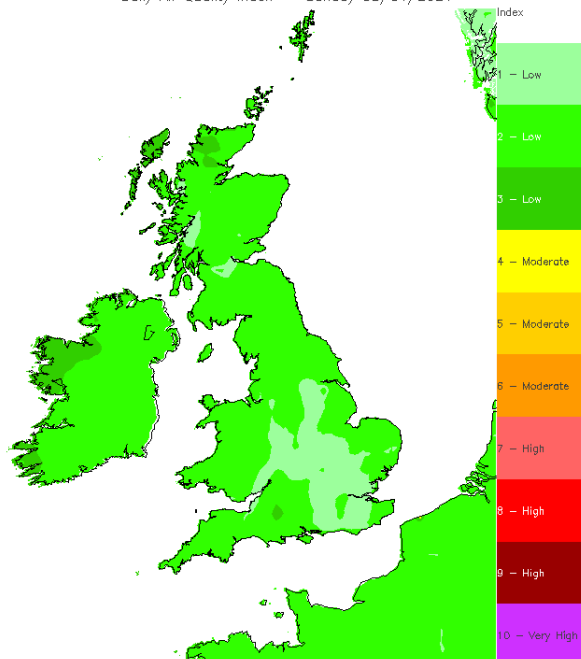 Index
1 – Low
2 – Low
3 – Low
4 – Moderate
5 – Moderate
6 – Moderate
7 – High
8 – High
9 – High
10 – Very High